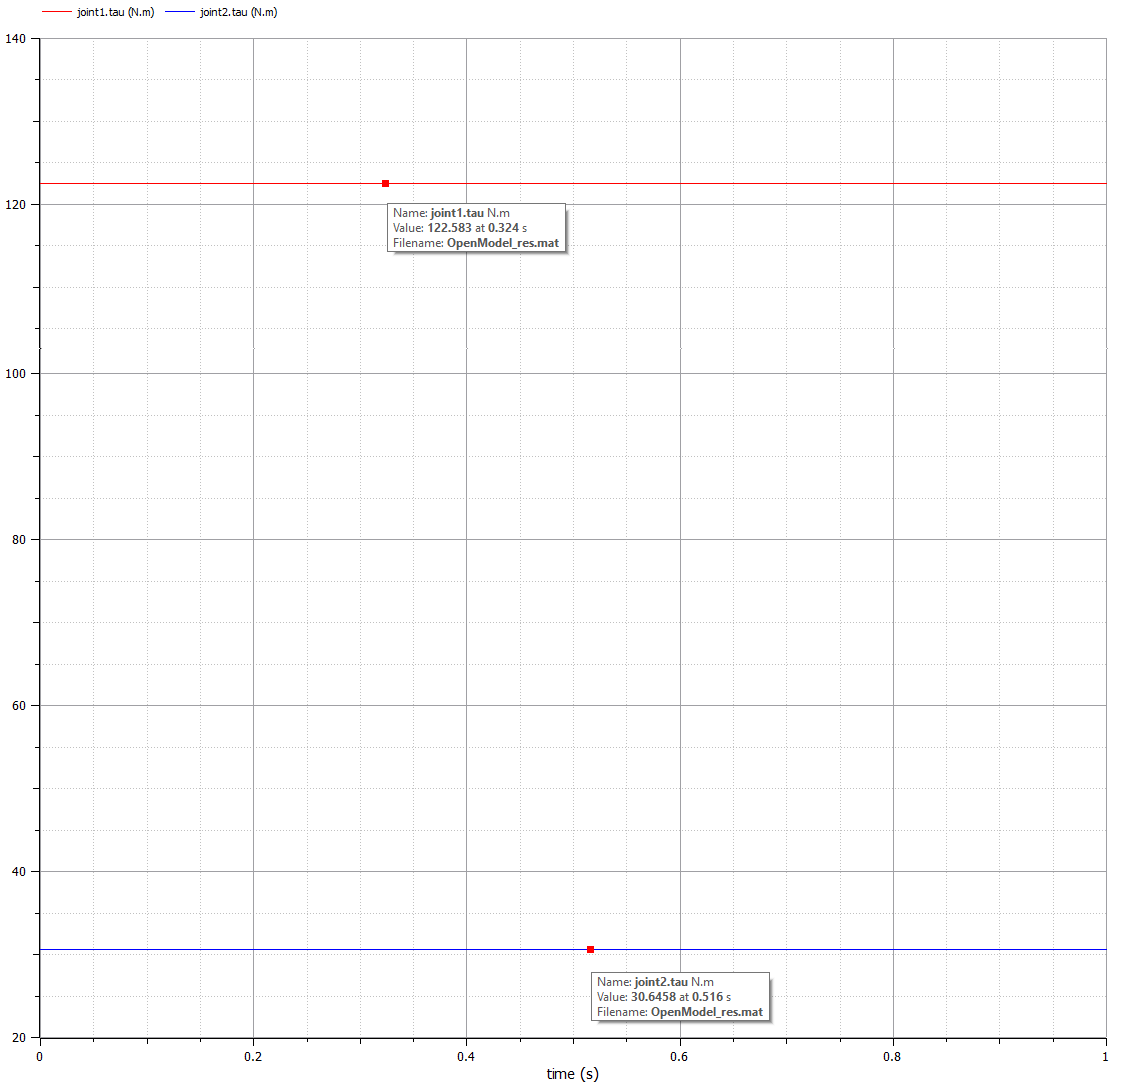 joint1.tau (N.m) joint2.tau (N.m)
140
120
Name: joint1.tau N.m
Value: 122.583 at 0.324 s
Filename: OpenModel_res.mat
100
80
60
40
Name: joint2.tau N.m
Value: 30.6458 at 0.516 s
Filename: OpenModel_res.mat
20
0 0.2 0.4 0.6 0.8 1
time (s)